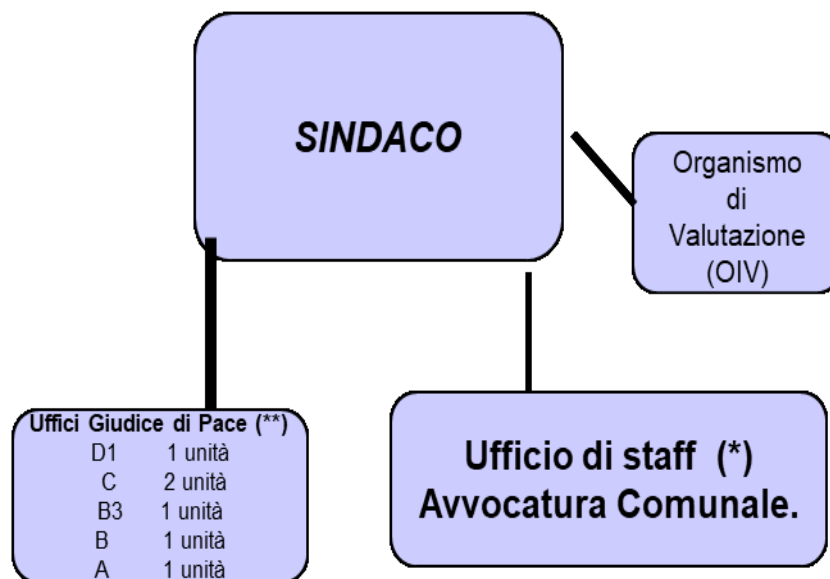 SINDACO
Organismo
di
Valutazione
(OIV)
Uffici Giudice di Pace (**)
D1 1 unità
C 2 unità
B3 1 unità
B 1 unità
A 1 unità
Ufficio di staff (*)
Avvocatura Comunale.